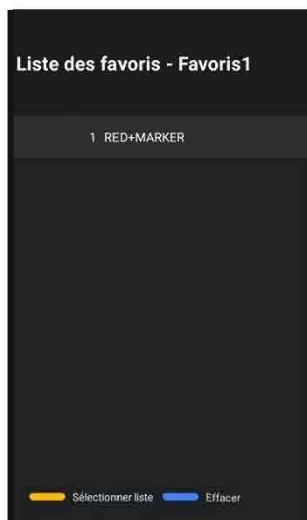 Liste des favoris - Favoris1
1 RED+MARKER
Sélectionner liste Effacer